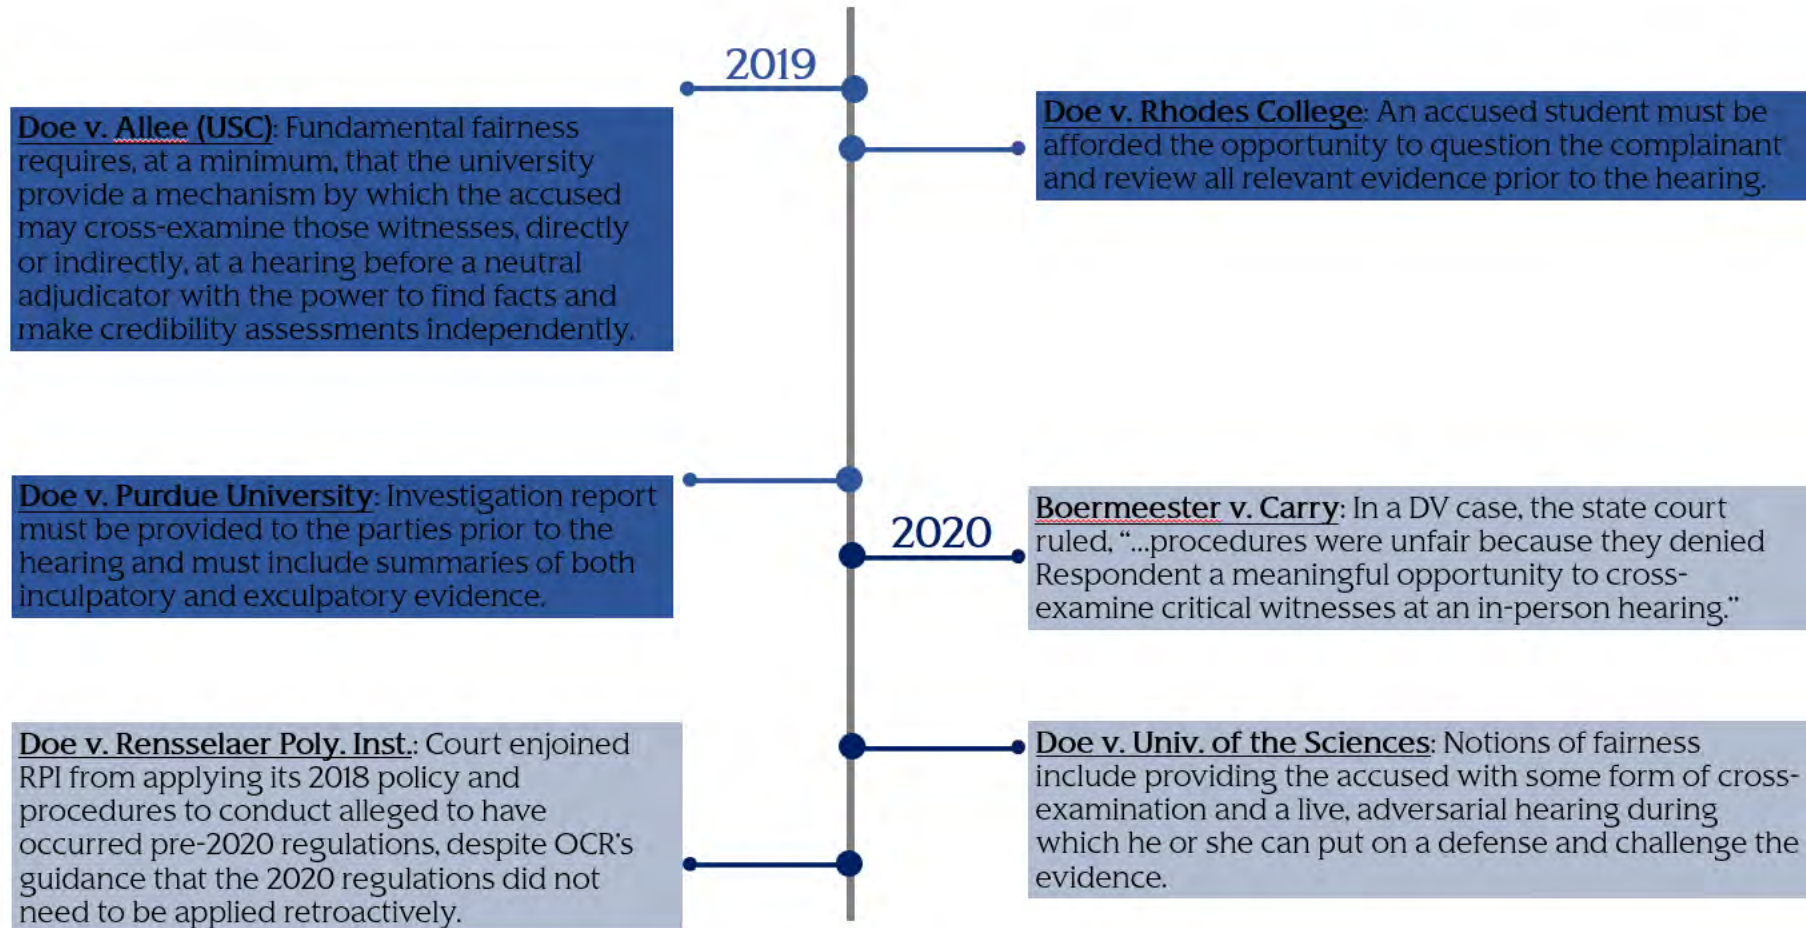 2019
Doe v. Allee (USC): Fundamental fairness
requires, at a minimum, that the university
provide a mechanism by which the accused
may cross-examine those witnesses, directly
or indirectly, at a hearing before a neutral
adjudicator with the power to find facts and
make credibility assessments independently.
Doe v. Rhodes College: An accused student must be
afforded the opportunity to question the complainant
and review all relevant evidence prior to the hearing.
Doe v. Purdue University: Investigation report
must be provided to the parties prior to the
hearing and must include summaries of both
inculpatory and exculpatory evidence.
2020
Boermeester v. Carry: In a DV case, the state court
ruled, “...procedures were unfair because they denied
Respondent a meaningful opportunity to cross-
examine critical witnesses at an in-person hearing.”
Doe v. Univ. of the Sciences: Notions of fairness
include providing the accused with some form of cross-
examination and a live, adversarial hearing during
which he or she can put on a defense and challenge the
evidence.
Doe v. Rensselaer Poly. Inst.: Court enjoined
RPI from applying its 2018 policy and
procedures to conduct alleged to have
occurred pre-2020 regulations, despite OCR’s
guidance that the 2020 regulations did not
need to be applied retroactively.